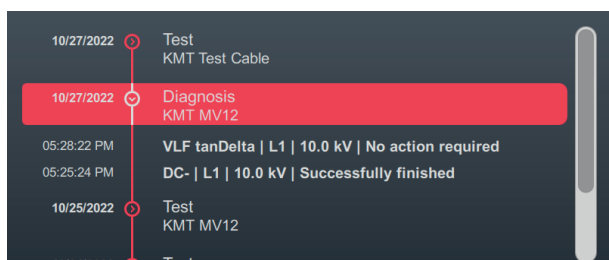 10/27/2022 Test
KMT Test Cable
10/27/2022 Diagnosis
KMT MV12
05:28:22 PM VLF tanDelta | L1 | 10.0 kV | No action required
05:25:24 PM DC- | L1 | 10.0 kV | Successfully finished
10/25/2022 Test
KMT MV12